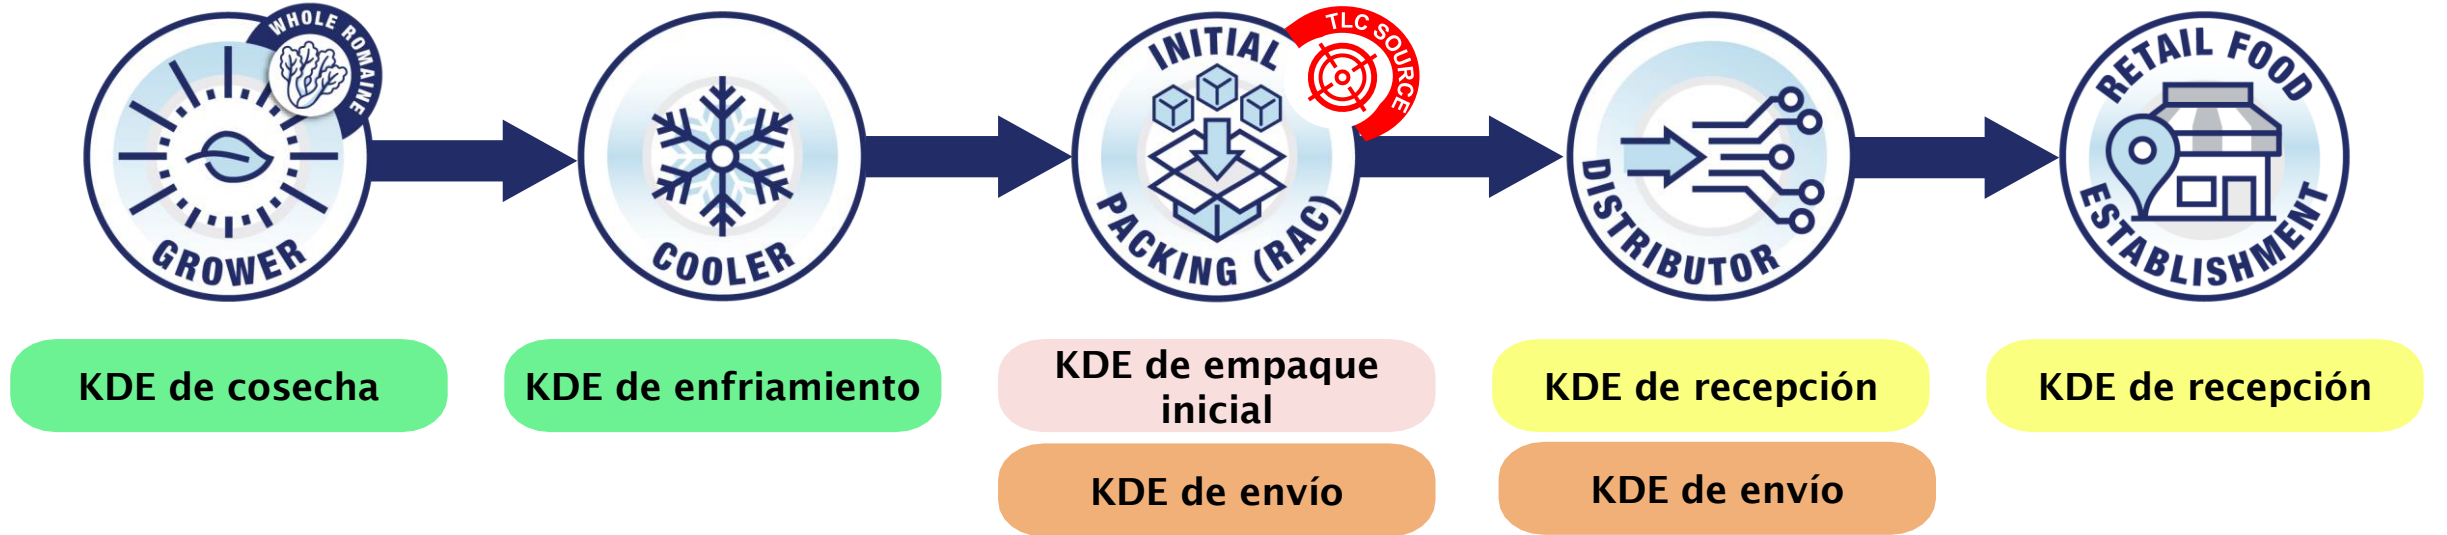 WHOLE ROMAINE
GROWER
COOLER
INITIAL
PACKING (RAC)
TLC SOURCE
DISTRIBUTOR
RETAIL FOOD
ESTABLISHMENT
KDE de cosecha
KDE de enfriamiento
KDE de empaque
inicial
KDE de recepción
KDE de recepción
KDE de envío
KDE de envío